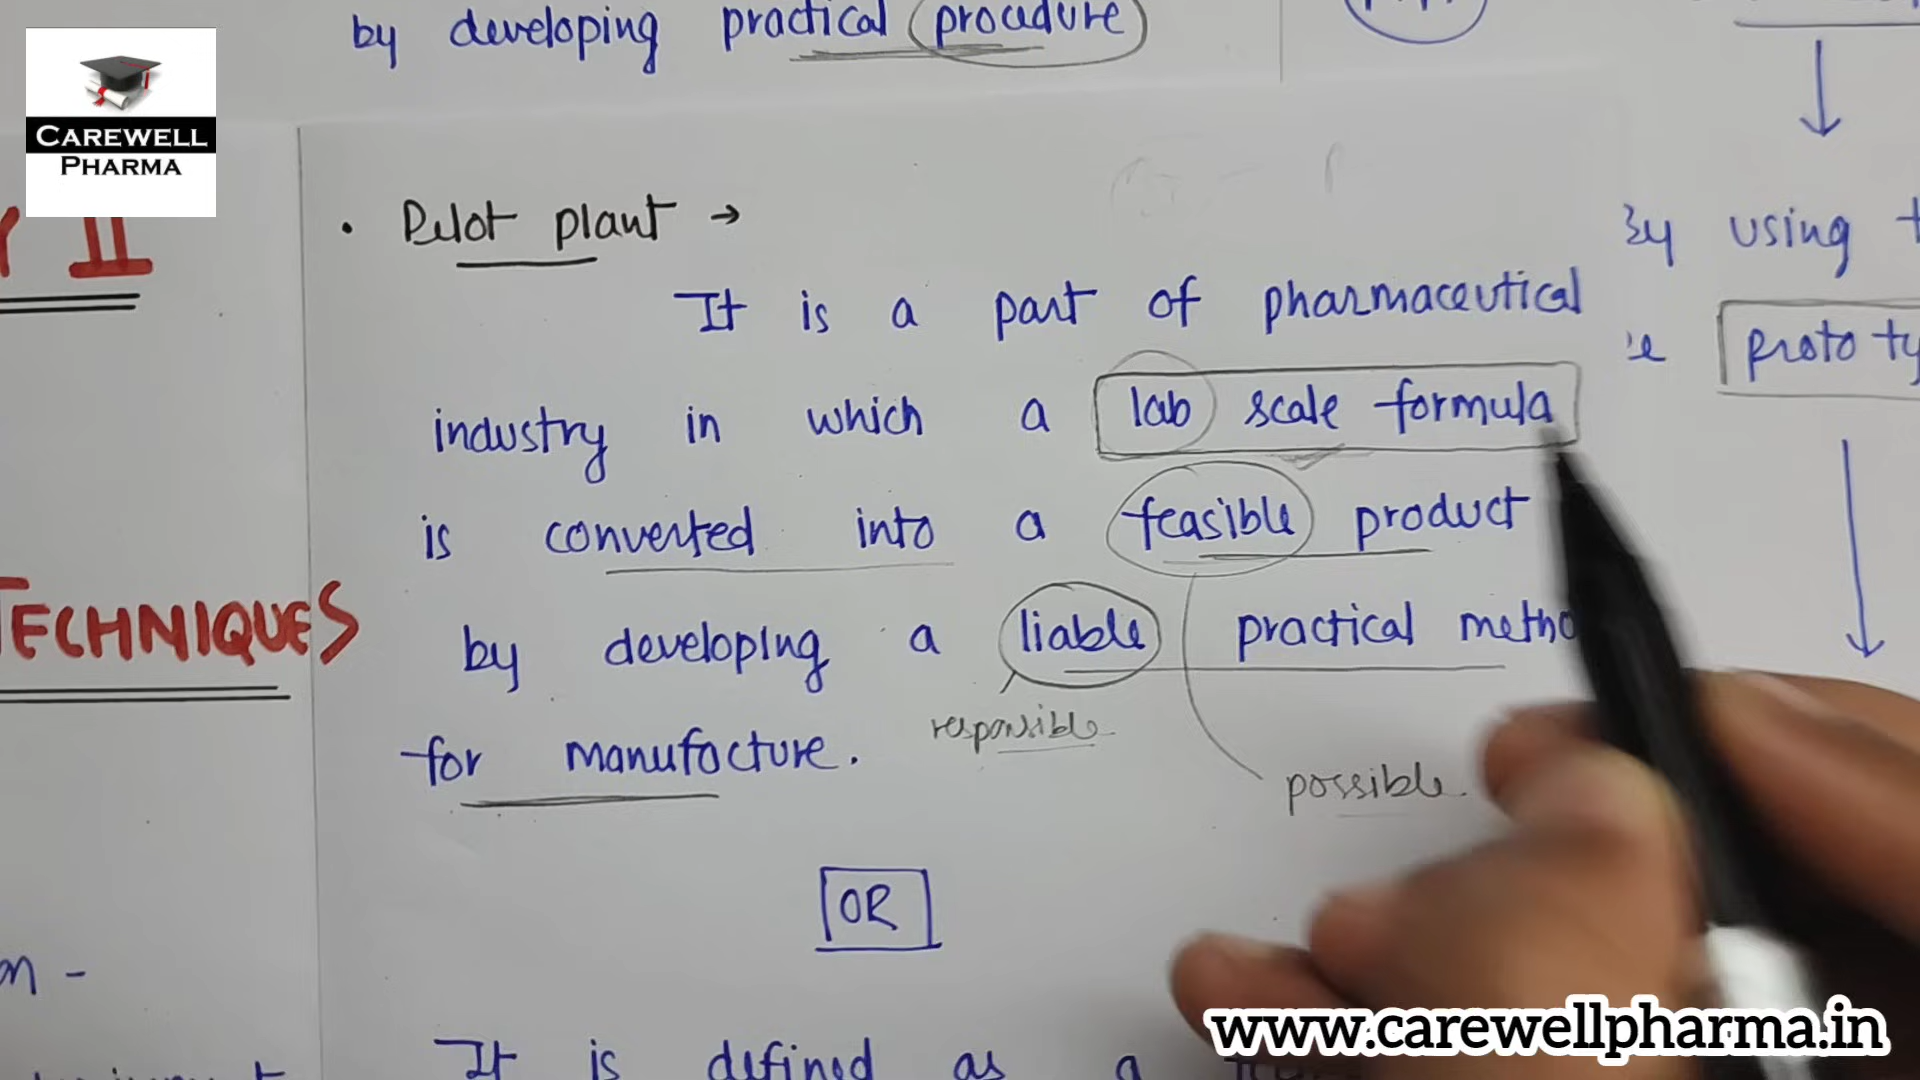 by developing practical procedure
CAREWELL
PHARMA
II
• Pilot plant →
It is a part of pharmaceutical
industry in which a lab scale formula
is converted into a feasible product
by developing a liable practical metho
responsible
for manufacture.
possible.
OR
It is defined as a
By using
proto ty
TECHNIQUES
www.carewellpharma.in